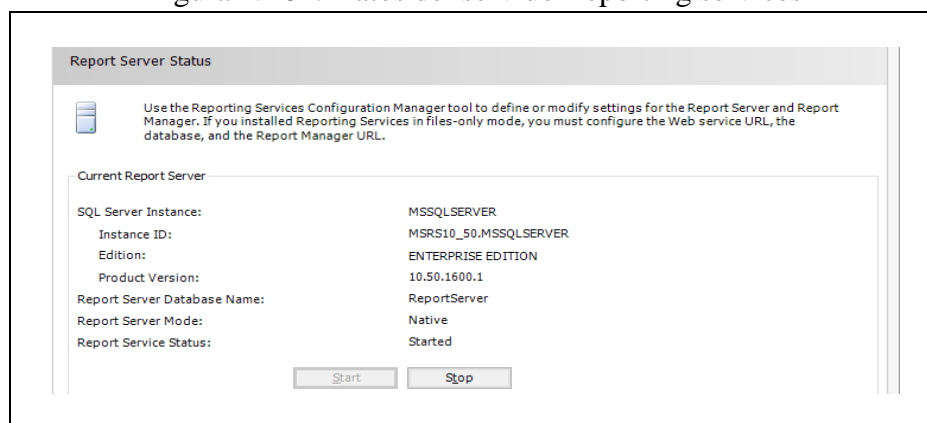 Report Server Status
Use the Reporting Services Configuration Manager tool to define or modify settings for the Report Server and Report
Manager. If you installed Reporting Services in files-only mode, you must configure the Web service URL, the
database, and the Report Manager URL.
Current Report Server
SQL Server Instance: MSSQLSERVER
Instance ID: MSRS10_50.MSSQLSERVER
Edition: ENTERPRISE EDITION
Product Version: 10.50.1600.1
Report Server Database Name: ReportServer
Report Server Mode: Native
Report Service Status: Started
Start Stop